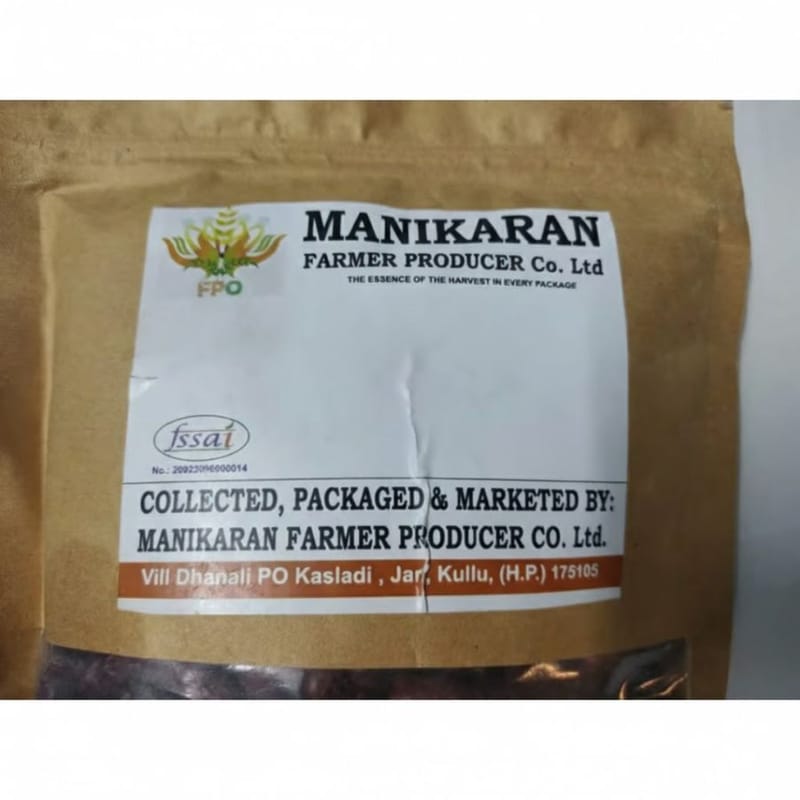 MANIKARAN
FARMER PRODUCER Co. Ltd
THE ESSENCE OF THE HARVEST IN EVERY PACKAGE
FPO
fssai
No.: 20923096000014
COLLECTED, PACKAGED & MARKETED BY:
MANIKARAN FARMER PRODUCER CO. Ltd.
Vill Dhanali PO Kasladi , Jari, Kullu, (H.P.) 175105